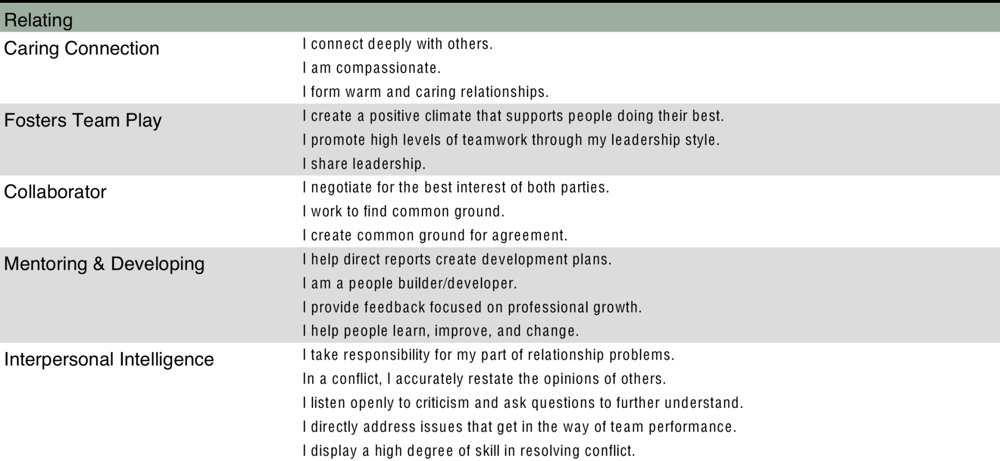 Relating
Caring Connection
I connect deeply with others.
I am compassionate.
I form warm and caring relationships.
Fosters Team Play
I create a positive climate that supports people doing their best.
I promote high levels of teamwork through my leadership style.
I share leadership.
Collaborator
I negotiate for the best interest of both parties.
I work to find common ground.
I create common ground for agreement.
Mentoring & Developing
I help direct reports create development plans.
I am a people builder/developer.
I provide feedback focused on professional growth.
I help people learn, improve, and change.
Interpersonal Intelligence
I take responsibility for my part of relationship problems.
In a conflict, I accurately restate the opinions of others.
I listen openly to criticism and ask questions to further understand.
I directly address issues that get in the way of team performance.
I display a high degree of skill in resolving conflict.